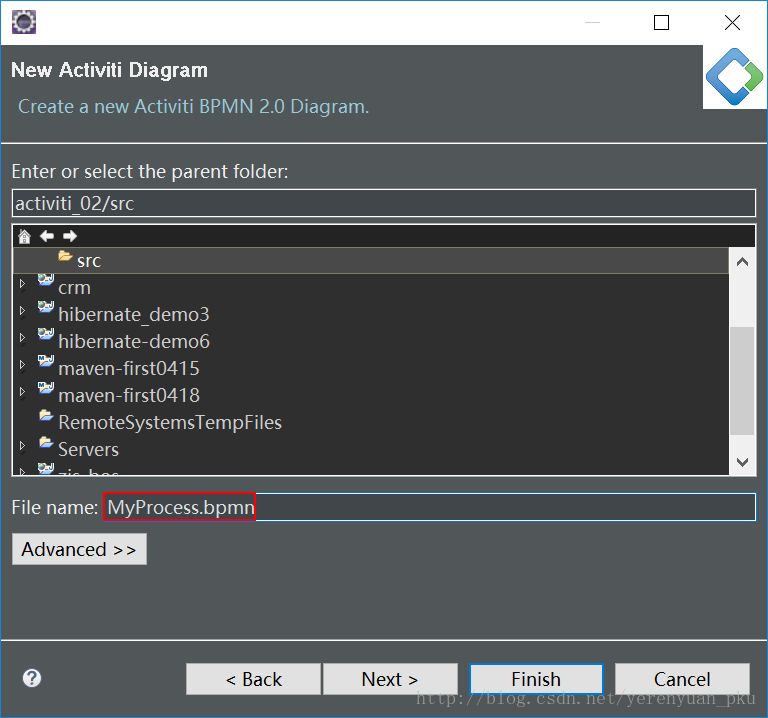 New Activiti Diagram
Create a new Activiti BPMN 2.0 Diagram.
Enter or select the parent folder:
activiti_02/src
src
crm
hibernate_demo3
hibernate-demo6
maven-first0415
maven-first0418
RemoteSystemsTempFiles
Servers
File name: MyProcess.bpmn
Advanced >>
< Back Next > Finish Cancel
http://blog.csdn.net/yerenyuan_pku